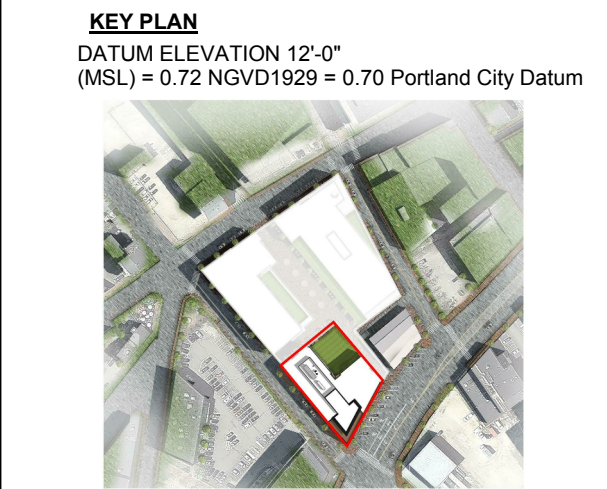 KEY PLAN
DATUM ELEVATION 12'-0"
(MSL) = 0.72 NGVD1929 = 0.70 Portland City Datum